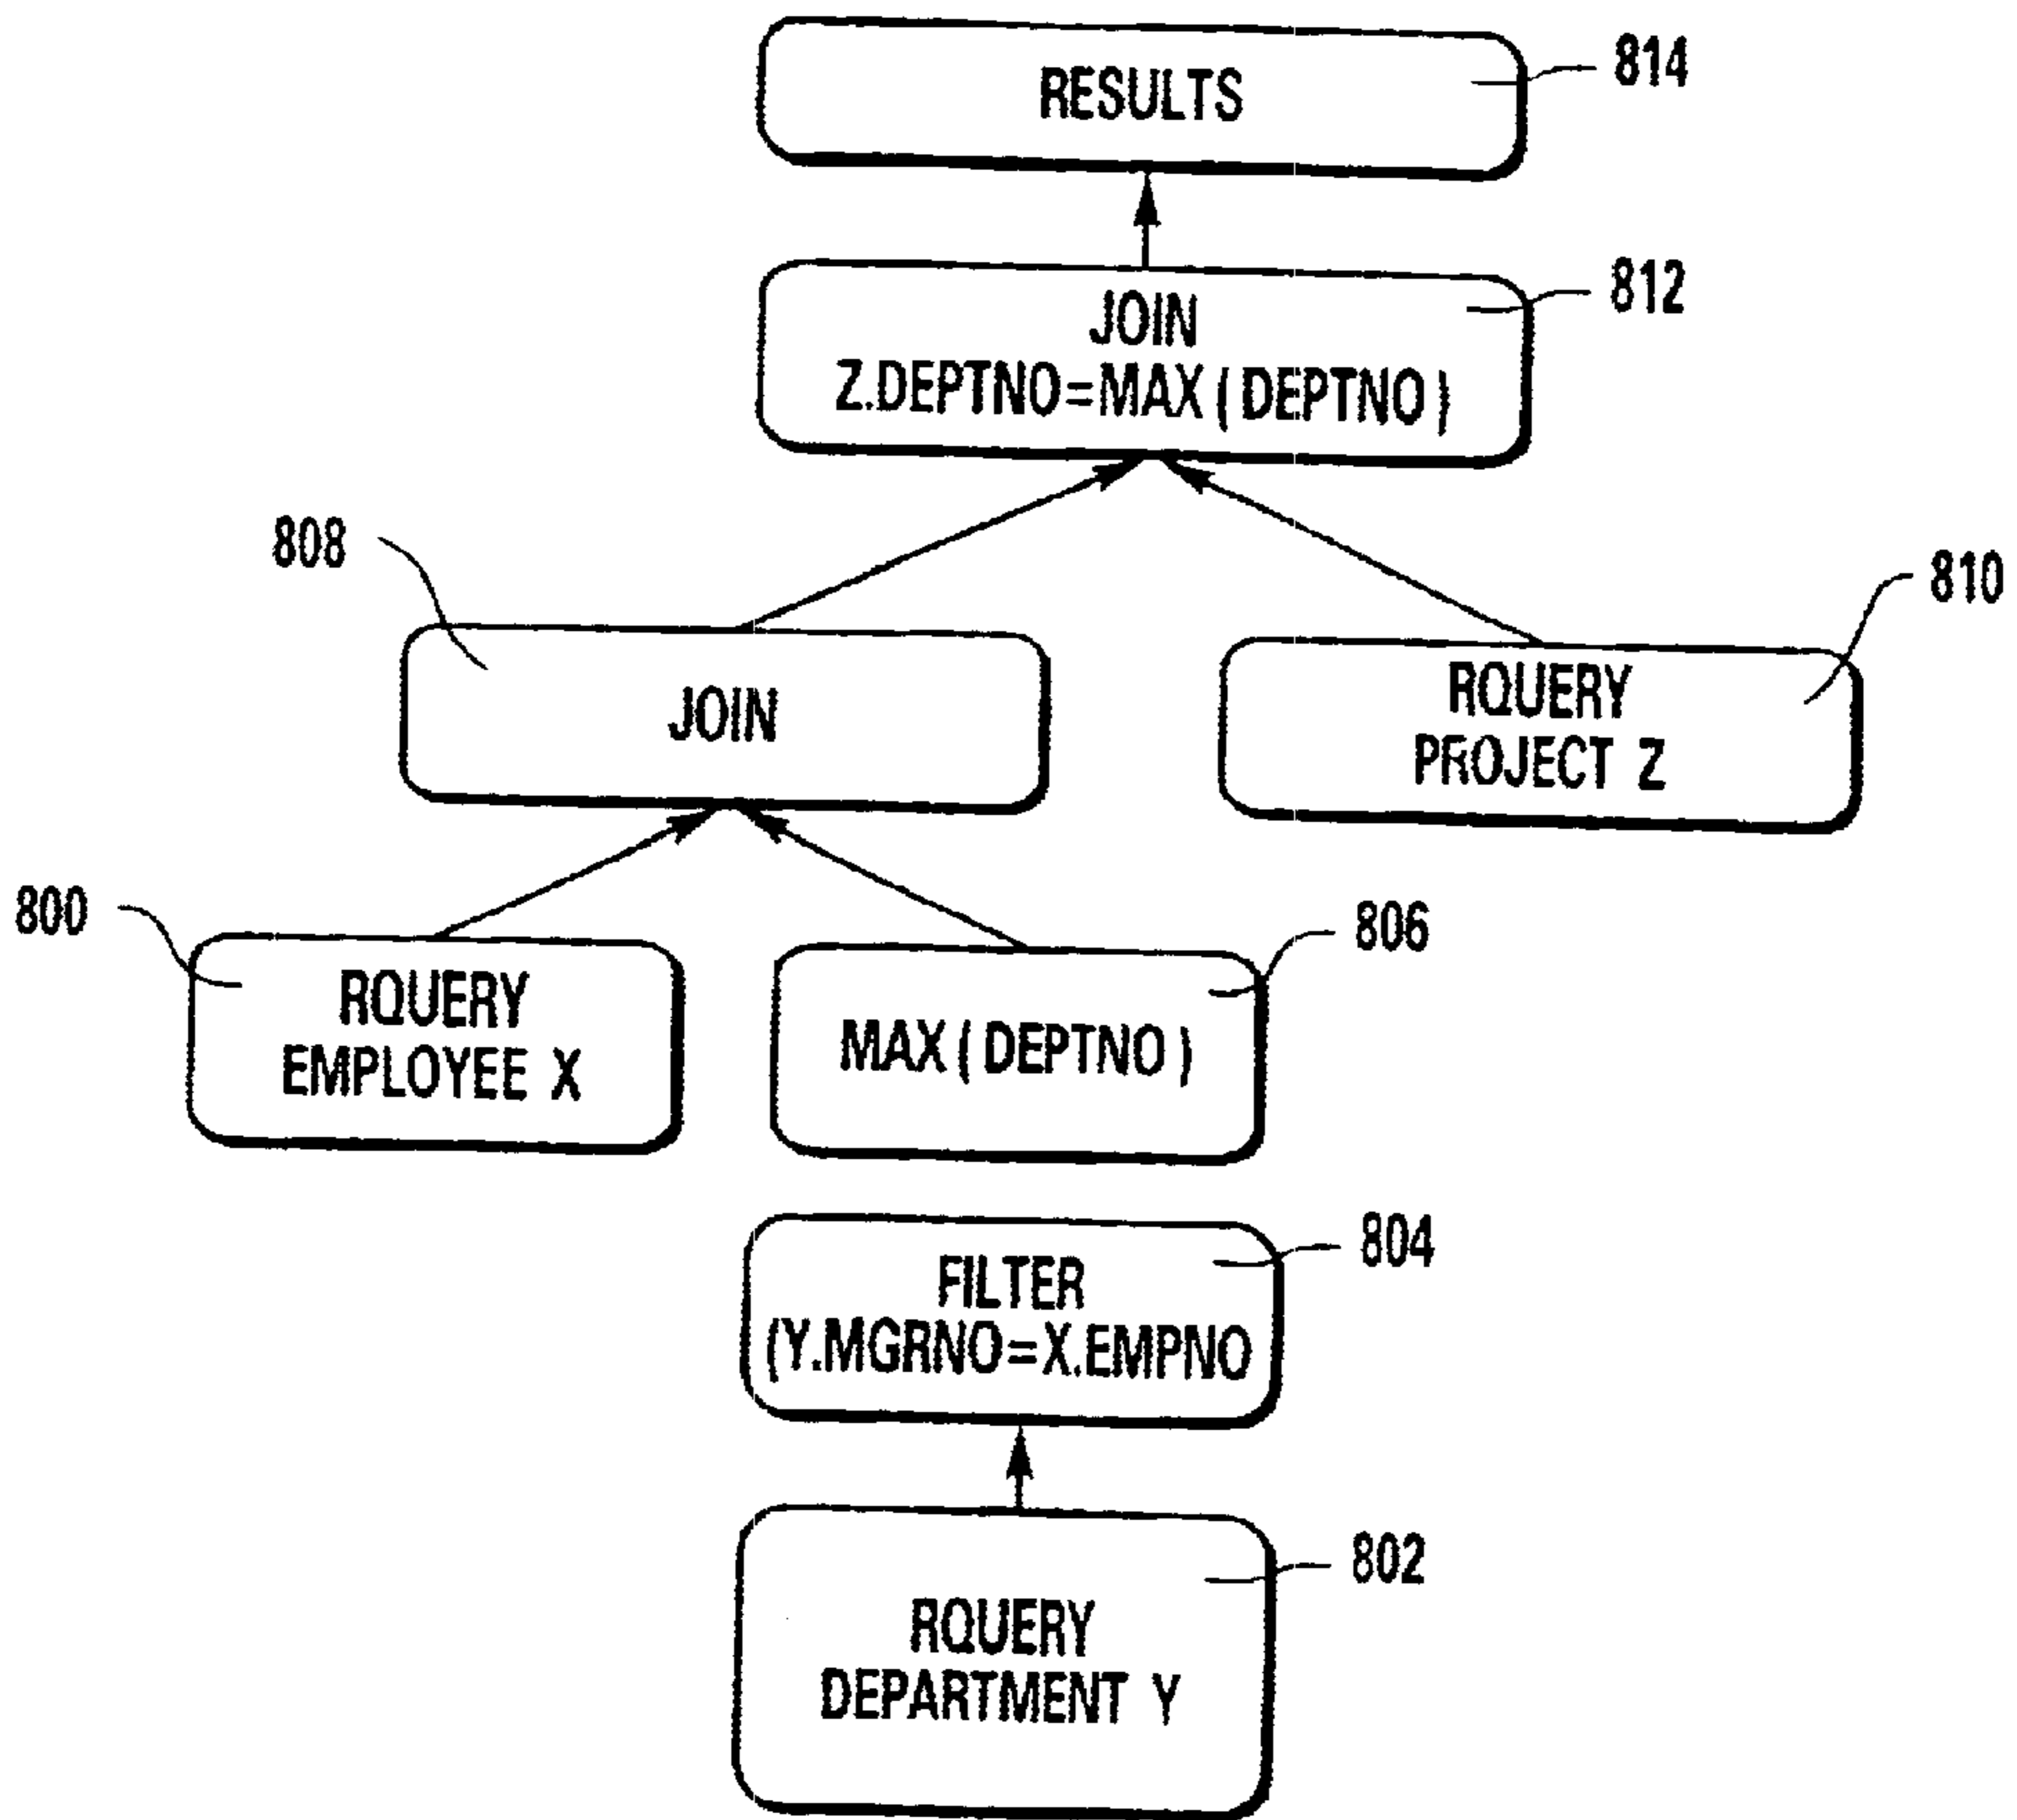 RESULTS
814
JOIN
Z.DEPTNO=MAX(DEPTNO)
812
808
JOIN
RQUERY
PROJECT Z
810
800
RQUERY
EMPLOYEE X
MAX(DEPTNO)
806
FILTER
(Y.MGRNO=X.EMPNO
804
RQUERY
DEPARTMENT Y
802